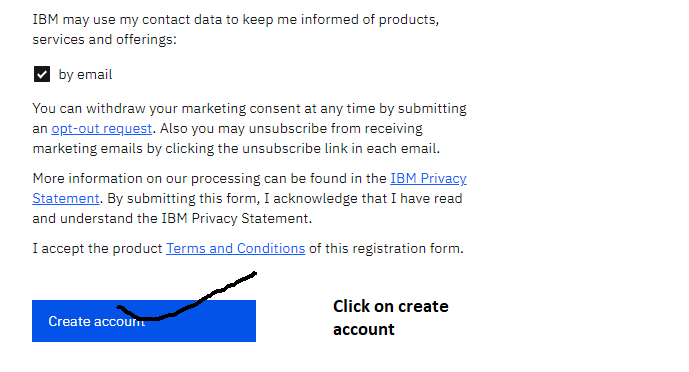 IBM may use my contact data to keep me informed of products,
services and offerings:
by email
You can withdraw your marketing consent at any time by submitting
an opt-out request. Also you may unsubscribe from receiving
marketing emails by clicking the unsubscribe link in each email.
More information on our processing can be found in the IBM Privacy
Statement. By submitting this form, I acknowledge that I have read
and understand the IBM Privacy Statement.
I accept the product Terms and Conditions of this registration form.
Create account
Click on create
account